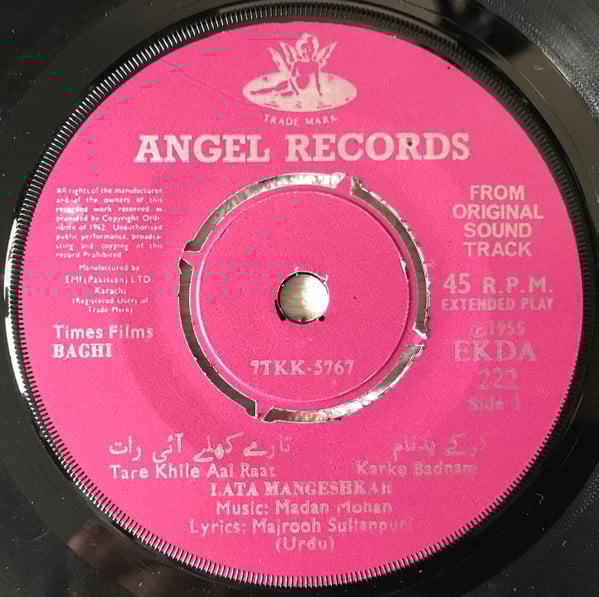 TRADE MARK
ANGEL RECORDS
All rights of the manufacturer
and of the owner of this
recorded work reserved as
provided by Copyright Ordi-
nance of 1962. Unauthorised
public performance, broadcas-
ting and copying of this
record Prohibited
Manufactured by
EMI (Pakistan) LTD.
Karachi
(Registered Users of
Trade Mark)
Times Films
BAGHI
FROM
ORIGINAL
SOUND
TRACK
45 R.P.M.
EXTENDED PLAY
℗1955
EKDA
222
Side 1
7TKK-5767
تارے کھلے آئی رات
کرکے بدنام
Tare Khile Aai Raat
Karke Badnam
LATA MANGESHKAR
Music: Madan Mohan
Lyrics: Majrooh Sultanpuri
(Urdu)